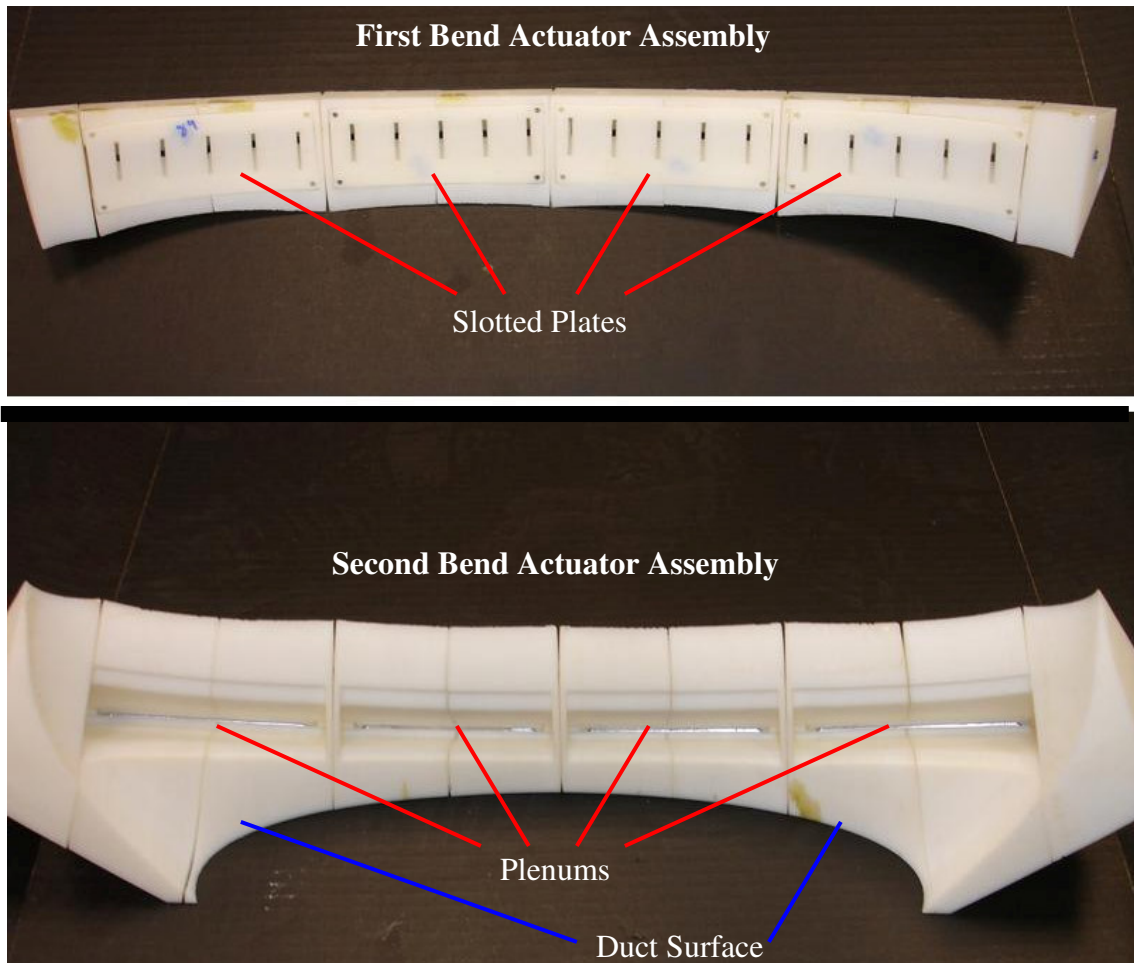 First Bend Actuator Assembly
Slotted Plates
Second Bend Actuator Assembly
Plenums
Duct Surface